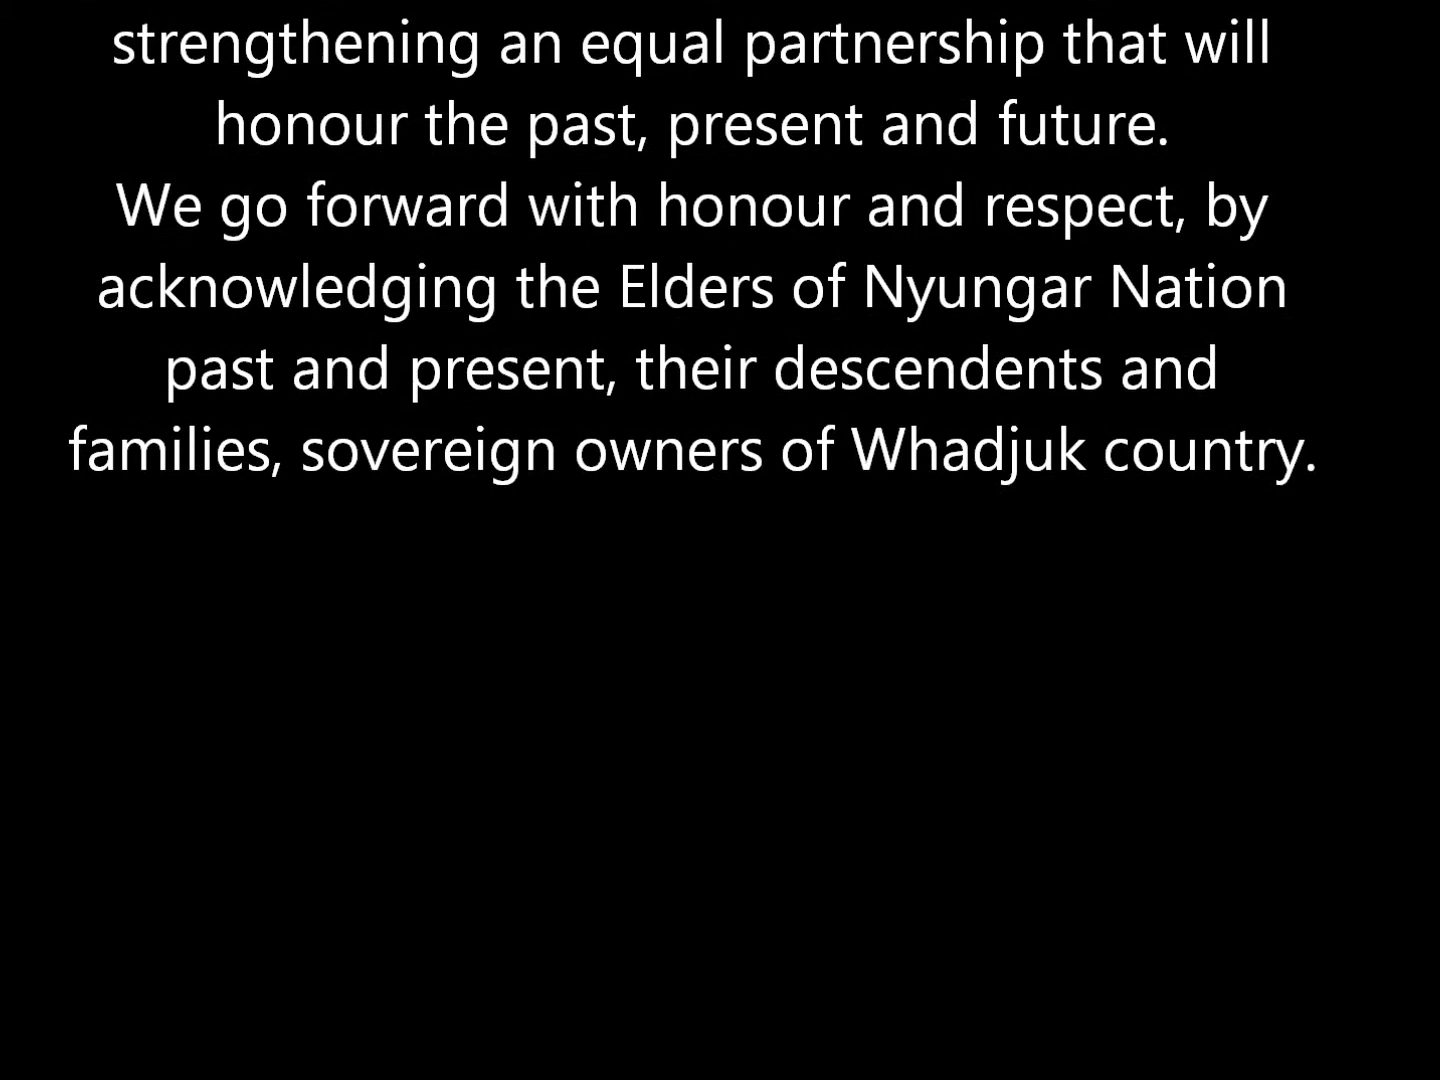 strengthening an equal partnership that will
honour the past, present and future.
We go forward with honour and respect, by
acknowledging the Elders of Nyungar Nation
past and present, their descendents and
families, sovereign owners of Whadjuk country.